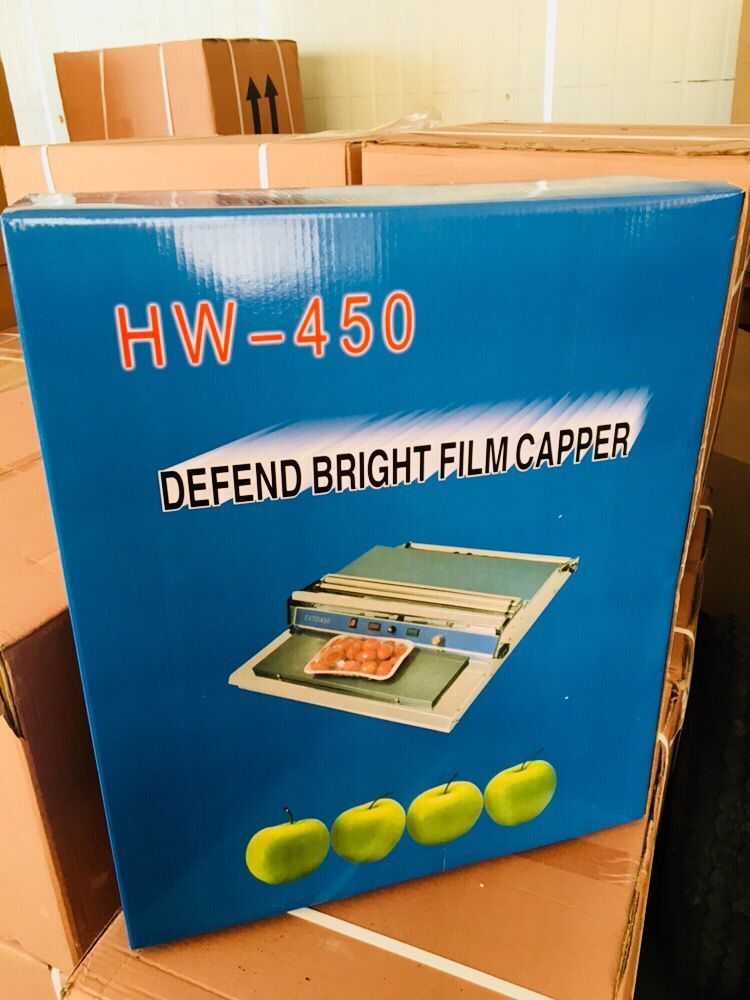 HW-450
DEFEND BRIGHT FILM CAPPER